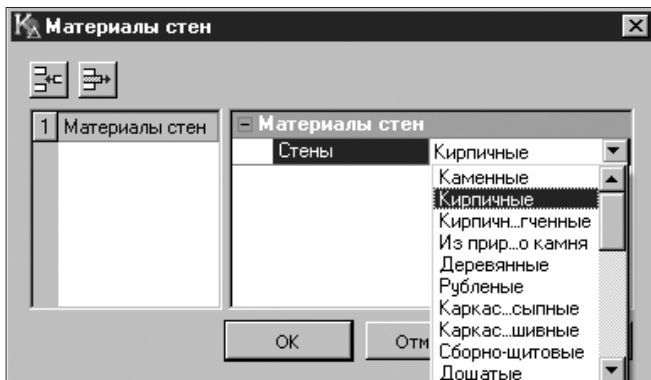 Материалы стен
1 Материалы стен
Материалы стен
Стены Кирпичные
Каменные
Кирпичные
Кирпичн...гченные
Из прир...о камня
Деревянные
Рубленые
Каркас...сыпные
Каркас...шивные
Сборно-щитовые
Дощатые
OK Отм